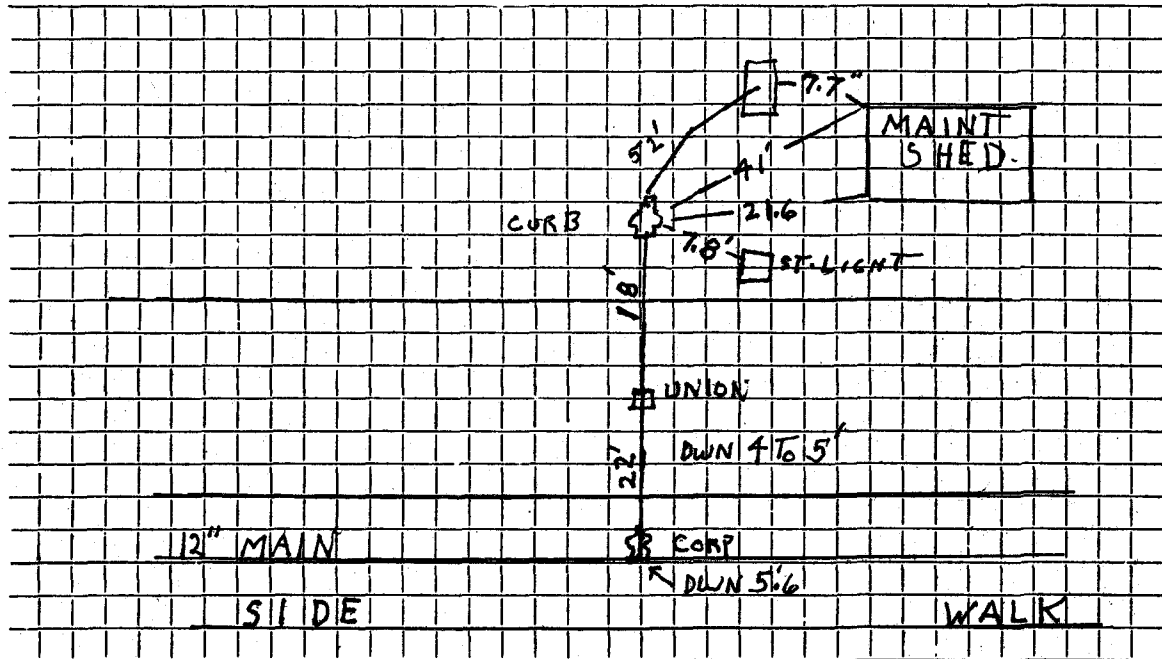 7.7"
MAINT
SHED.
52'
41'
21.6
CURB
7.8'
ST. LIGHT
18'
UNION
DWN 4 TO 5'
22'
12" MAIN
CORP
DWN 5'.6
SIDE WALK